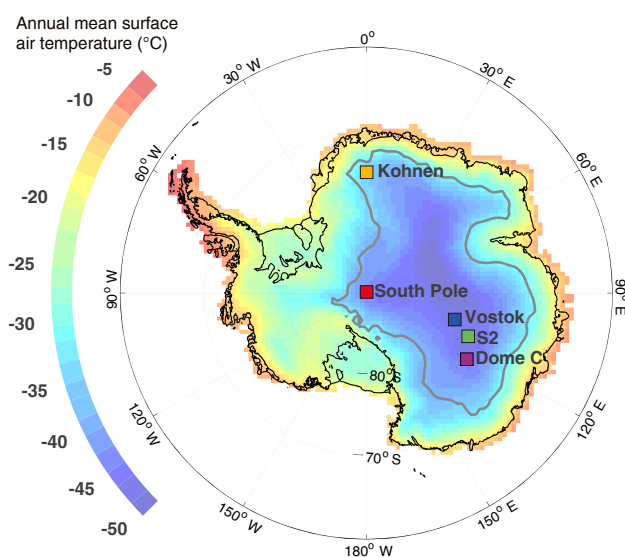 Annual mean surface
air temperature (°C)
-5
-10
-15
-20
-25
-30
-35
-40
-45
-50
0°
30° E
60° E
90° E
120° E
150° E
180° W
150° W
120° W
90° W
60° W
30° W
Kohnen
South Pole
Vostok
S2
Dome C
80° S
70° S